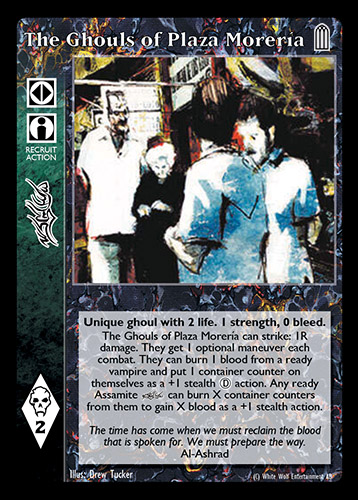 The Ghouls of Plaza Morería
RECRUIT
ACTION
2
Unique ghoul with 2 life. 1 strength, 0 bleed.
The Ghouls of Plaza Morería can strike: 1R
damage. They get 1 optional maneuver each
combat. They can burn 1 blood from a ready
vampire and put 1 container counter on
themselves as a +1 stealth Ⓓ action. Any ready
Assamite can burn X container counters
from them to gain X blood as a +1 stealth action.
The time has come when we must reclaim the blood
that is spoken for. We must prepare the way.
Al-Ashrad
Illus: Drew Tucker
(C) White Wolf Entertainment AB